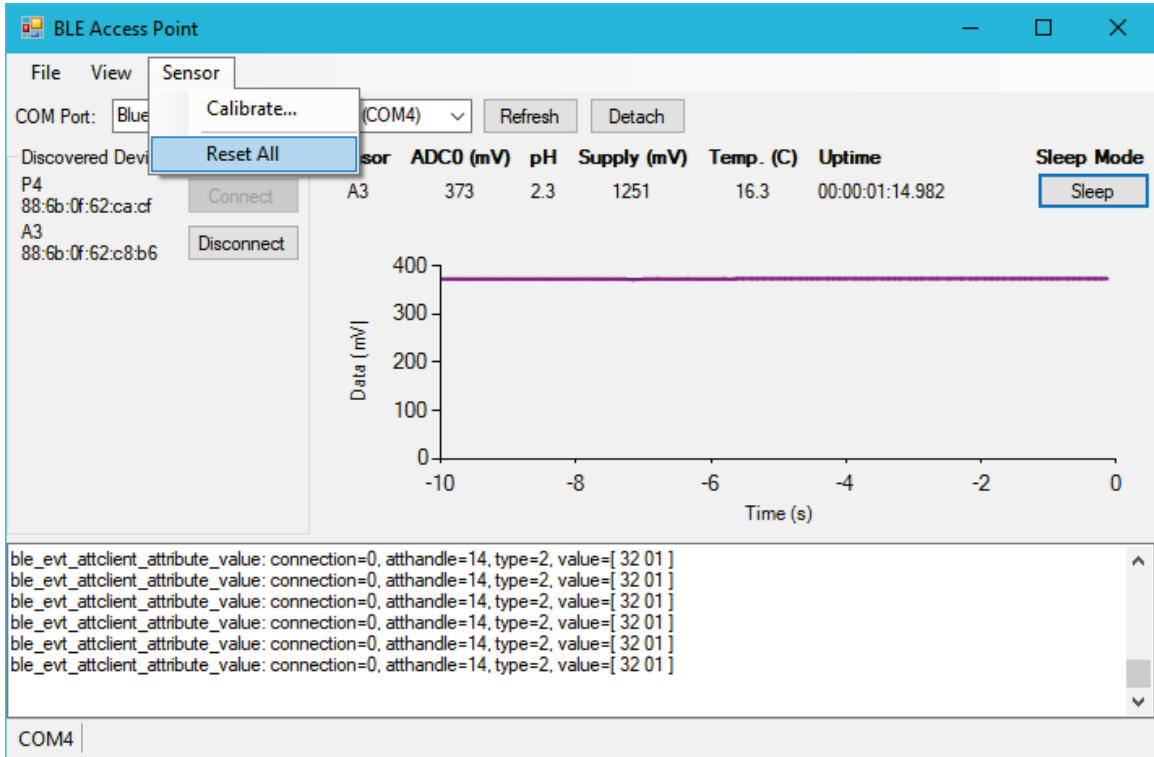 BLE Access Point
File View Sensor
Calibrate...
Reset All
COM Port: Blue (COM4) Refresh Detach
Discovered Devi
P4
88:6b:0f:62:ca:cf
Connect
A3
88:6b:0f:62:c8:b6
Disconnect
sor ADC0 (mV) pH Supply (mV) Temp. (C) Uptime Sleep Mode
A3 373 2.3 1251 16.3 00:00:01:14.982 Sleep
400
300
200
100
0
Data (mV)
-10 -8 -6 -4 -2 0
Time (s)
ble_evt_attclient_attribute_value: connection=0, atthandle=14, type=2, value=[ 32 01 ]
ble_evt_attclient_attribute_value: connection=0, atthandle=14, type=2, value=[ 32 01 ]
ble_evt_attclient_attribute_value: connection=0, atthandle=14, type=2, value=[ 32 01 ]
ble_evt_attclient_attribute_value: connection=0, atthandle=14, type=2, value=[ 32 01 ]
ble_evt_attclient_attribute_value: connection=0, atthandle=14, type=2, value=[ 32 01 ]
ble_evt_attclient_attribute_value: connection=0, atthandle=14, type=2, value=[ 32 01 ]
COM4